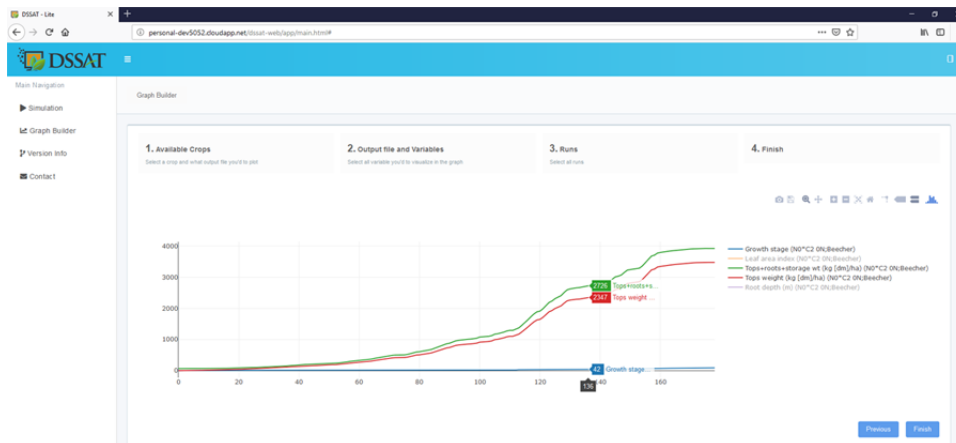 DSSAT - Lite
personal-dev5052.cloudapp.net/dssat-web/app/main.html#
DSSAT
Main Navigation
Simulation
Graph Builder
Version Info
Contact
Graph Builder
1. Available Crops
Select a crop and what output file you'd to plot
2. Output file and Variables
Select all variable you'd to visualize in the graph
3. Runs
Select all runs
4. Finish
4000
3000
2000
1000
0
0
20
40
60
80
100
120
140
160
2726 Tops+roots+s...
2347 Tops weight ...
42 Growth stage...
136
Growth stage (N0*C2 0N;Beecher)
Leaf area index (N0*C2 0N;Beecher)
Tops+roots+storage wt (kg [dm]/ha) (N0*C2 0N;Beecher)
Tops weight (kg [dm]/ha) (N0*C2 0N;Beecher)
Root depth (m) (N0*C2 0N;Beecher)
Previous
Finish